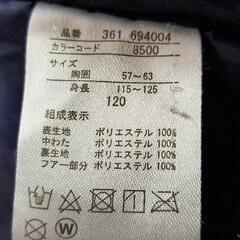 品番 361 694004
カラーコード 8500
サイズ
胸囲 57~63
身長 115~125
120
組成表示
表生地 ポリエステル 100%
中わた ポリエステル 100%
裏生地 ポリエステル 100%
フアー部分 ポリエステル 100%
W